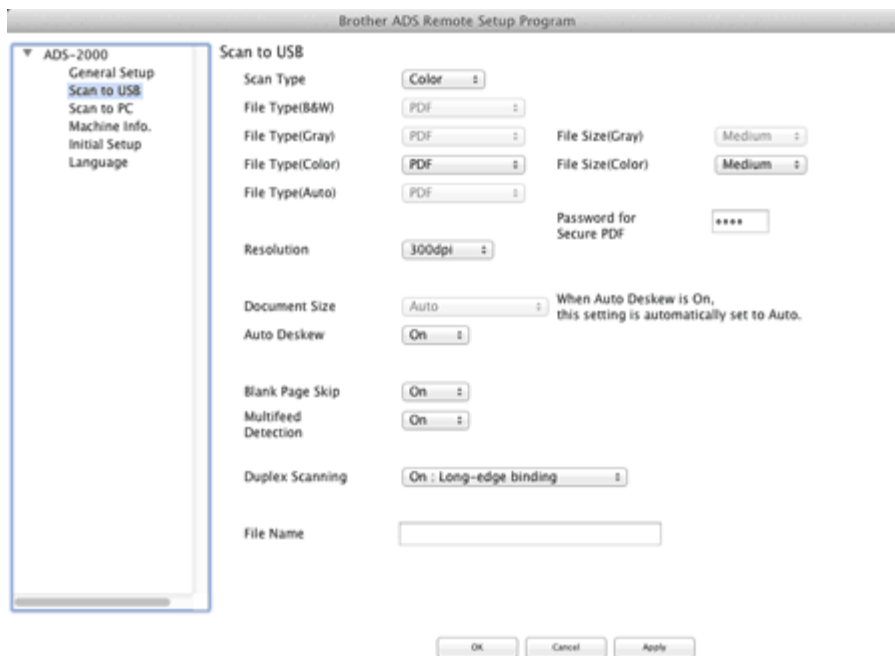 Brother ADS Remote Setup Program
ADS-2000
General Setup
Scan to USB
Scan to PC
Machine Info.
Initial Setup
Language
Scan to USB
Scan Type Color
File Type(B&W) PDF
File Type(Gray) PDF File Size(Gray) Medium
File Type(Color) PDF File Size(Color) Medium
File Type(Auto) PDF
Password for
Secure PDF ****
Resolution 300dpi
Document Size Auto When Auto Deskew is On,
this setting is automatically set to Auto.
Auto Deskew On
Blank Page Skip On
Multifeed
Detection On
Duplex Scanning On : Long-edge binding
File Name
OK Cancel Apply